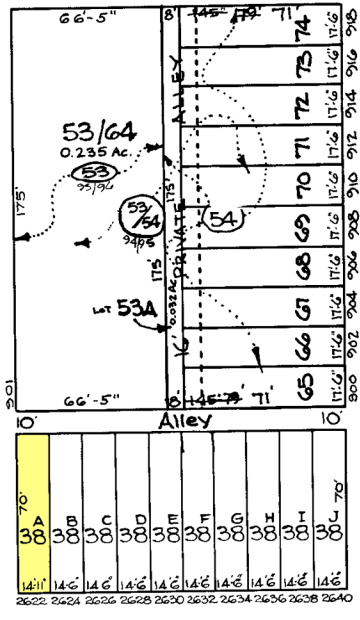 66'-5" 8' 145'-79' 71'
74 17'-6" 918
73 17'-6" 916
72 17'-6" 914
71 17'-6" 912
70 17'-6" 910
69 17'-6" 908
68 17'-6" 906
67 17'-6" 904
66 17'-6" 902
65 17'-6" 900
53/64
0.235 Ac.
53
93/94
175'
53/54
94/95
54
175'
175'
16' PRIVATE ALLEY
0.032 Ac
LOT 53A
901
66'-5" 8' 145'-79' 71'
10' Alley 10'
70' 70'
A B C D E F G H I J
38 38 38 38 38 38 38 38 38 38
14'11" 14'6" 14'6" 14'6" 14'6" 14'6" 14'6" 14'6" 14'6" 14'6"
2622 2624 2626 2628 2630 2632 2634 2636 2638 2640